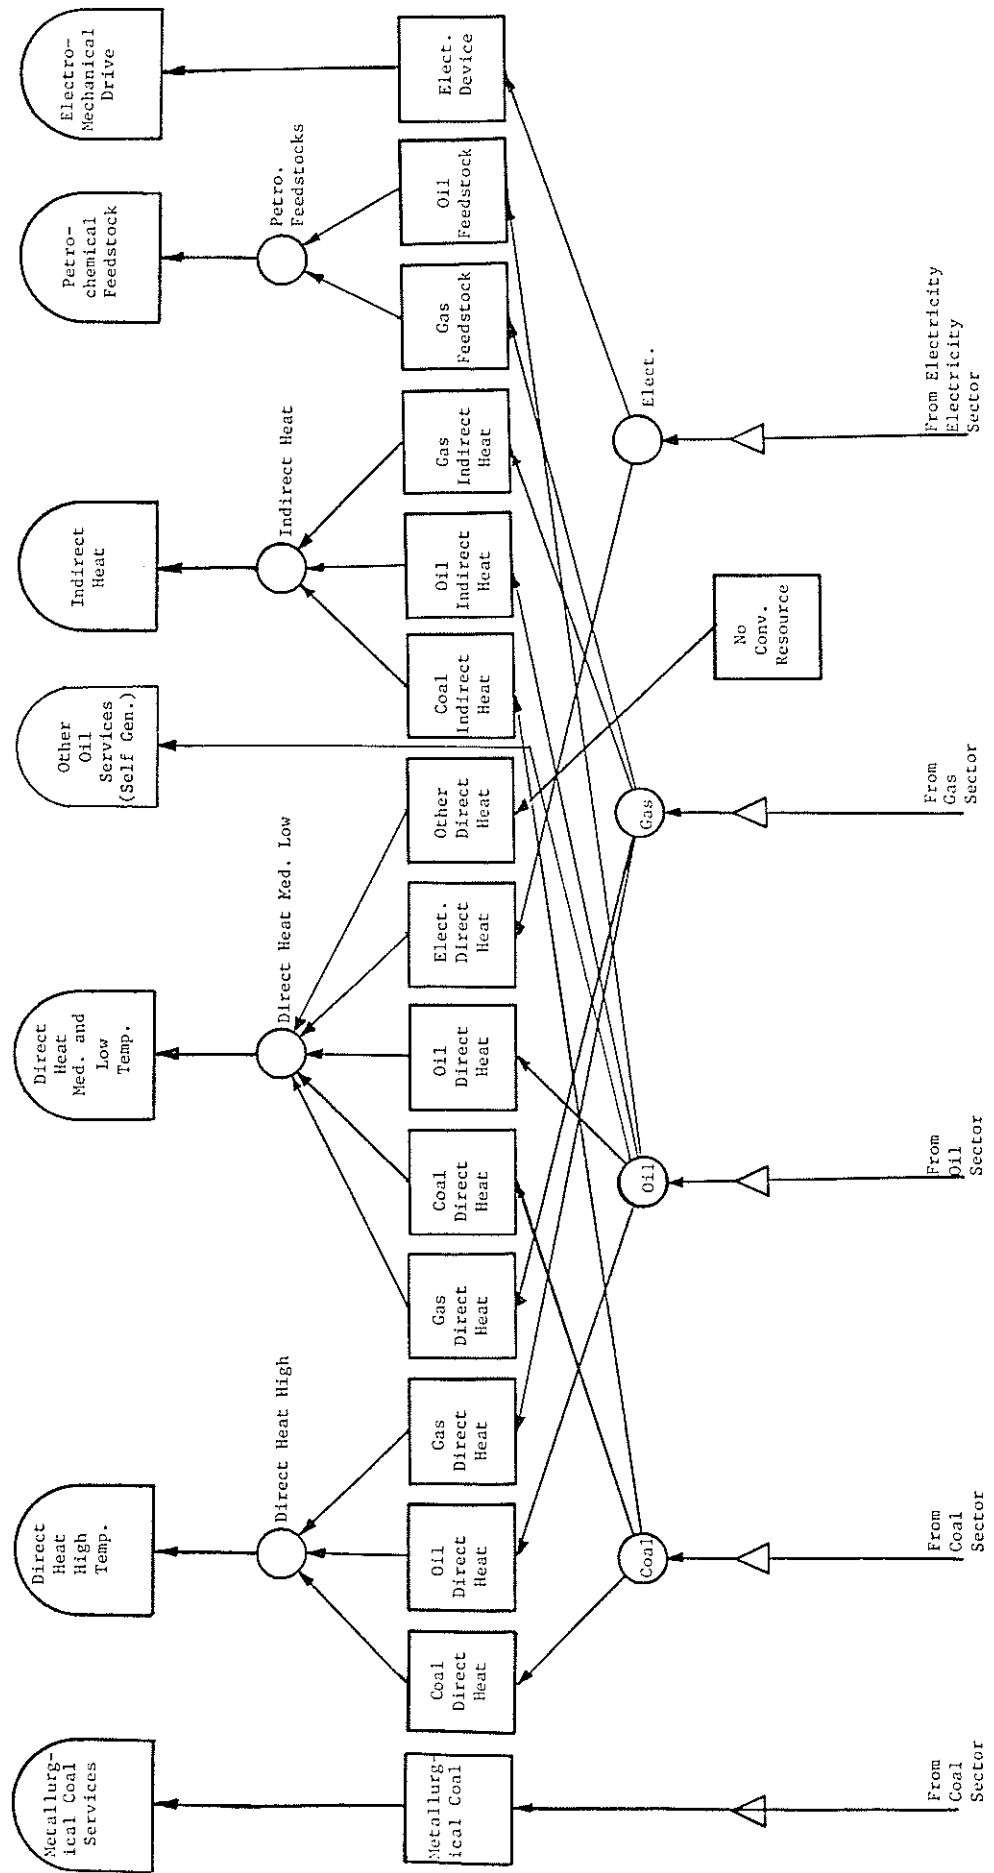 Metallurg-
ical Coal
Services
Direct
Heat
High
Temp.
Direct
Heat
Med. and
Low
Temp.
Other
Oil
Services
(Self Gen.)
Indirect
Heat
Petro-
chemical
Feedstock
Electro-
Mechanical
Drive
Direct Heat High
Direct Heat Med. Low
Indirect Heat
Petro.
Feedstocks
Metallurg-
ical Coal
Coal
Direct
Heat
Oil
Direct
Heat
Gas
Direct
Heat
Gas
Direct
Heat
Coal
Direct
Heat
Oil
Direct
Heat
Elect.
Direct
Heat
Other
Direct
Heat
Coal
Indirect
Heat
Oil
Indirect
Heat
Gas
Indirect
Heat
Gas
Feedstock
Oil
Feedstock
Elect.
Device
Coal
Oil
Gas
Elect.
No
Conv.
Resource
From
Coal
Sector
From
Coal
Sector
From
Oil
Sector
From
Gas
Sector
From Electricity
Electricity
Sector